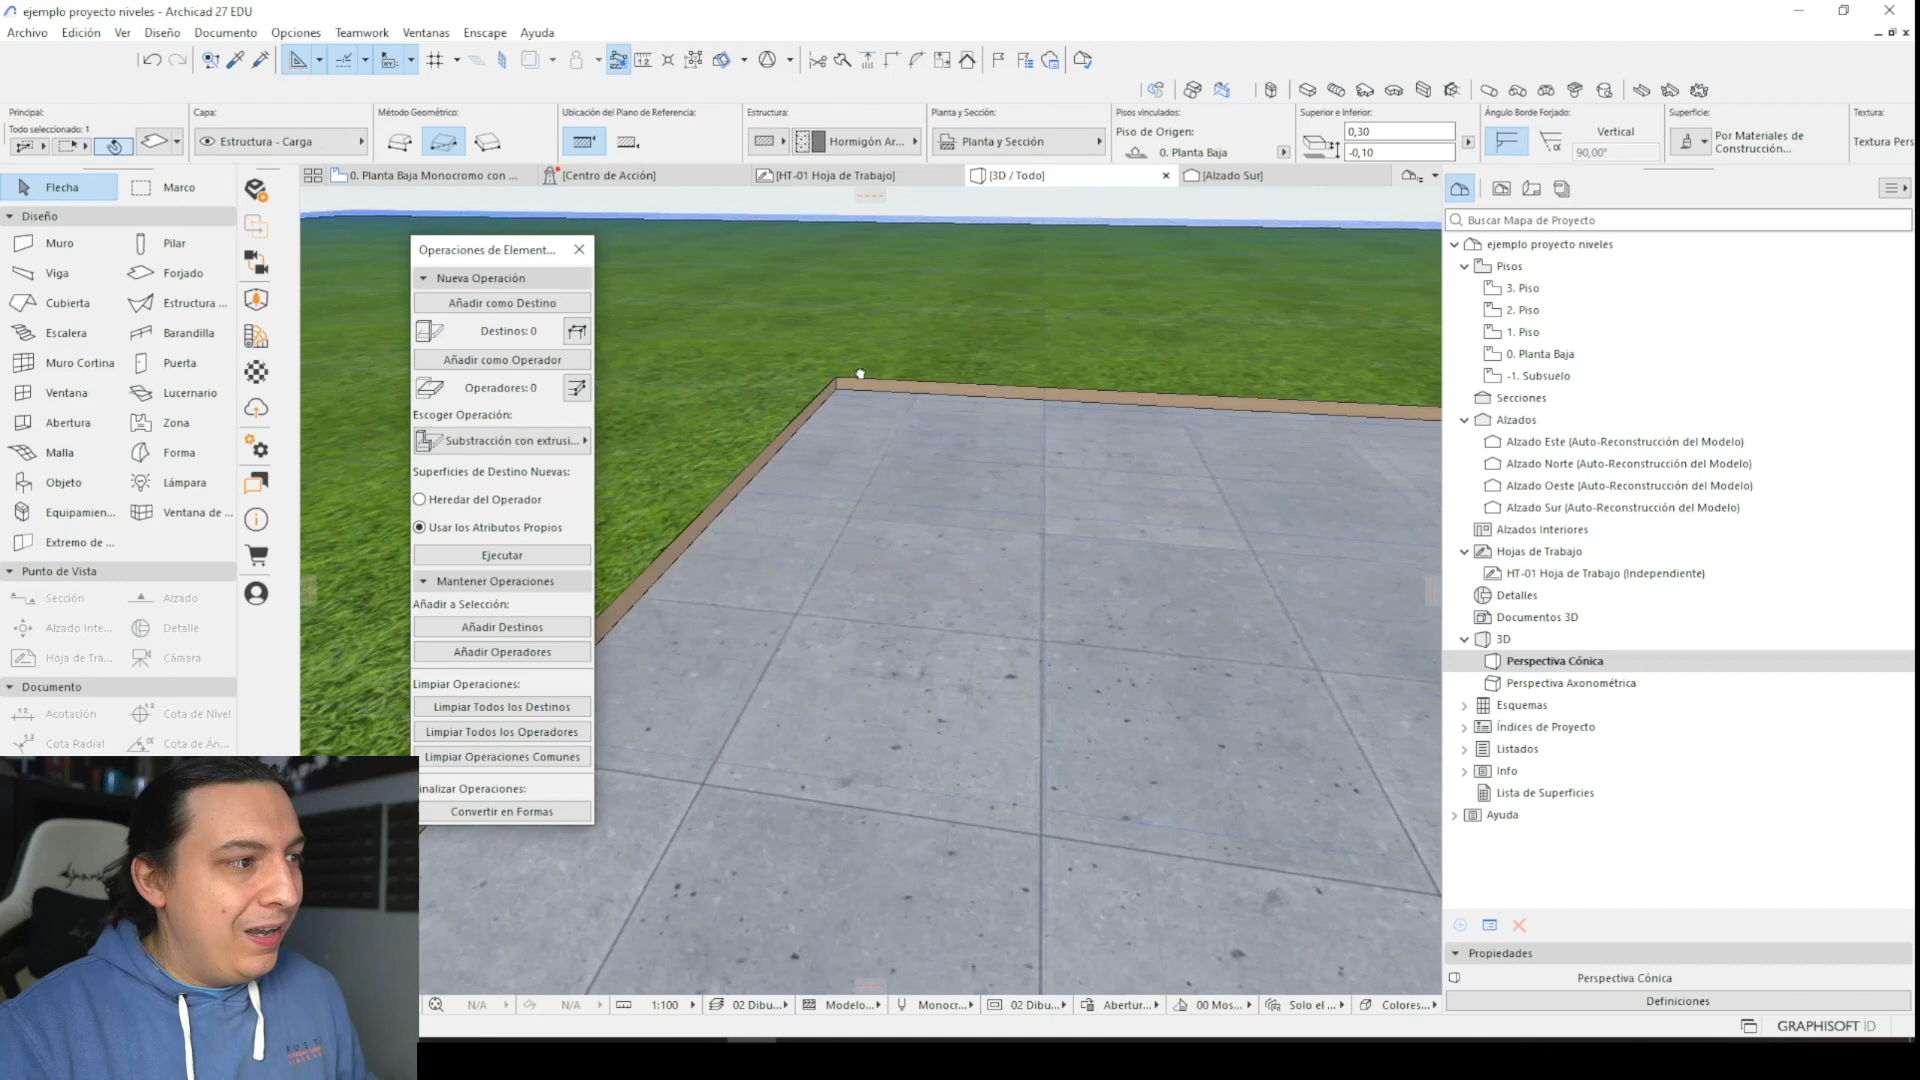 ejemplo proyecto niveles - Archicad 27 EDU
Archivo Edición Ver Diseño Documento Opciones Teamwork Ventanas Enscape Ayuda
Principal:
Todo seleccionado: 1
Capa:
Estructura - Carga
Método Geométrico:
Ubicación del Plano de Referencia:
Estructura:
Hormigón Ar...
Planta y Sección:
Planta y Sección
Pisos vinculados:
Piso de Origen:
0. Planta Baja
Superior e Inferior:
0,30
-0,10
Ángulo Borde Forjado:
Vertical
90,00°
Superficie:
Por Materiales de
Construcción...
Textura:
Textura Pers
Flecha Marco
0. Planta Baja Monocromo con ...
[Centro de Acción]
[HT-01 Hoja de Trabajo]
[3D / Todo]
[Alzado Sur]
Diseño
Muro Pilar
Viga Forjado
Cubierta Estructura ...
Escalera Barandilla
Muro Cortina Puerta
Ventana Lucernario
Abertura Zona
Malla Forma
Objeto Lámpara
Equipamien... Ventana de ...
Extremo de ...
Punto de Vista
Sección Alzado
Alzado Inte... Detalle
Hoja de Tra... Cámara
Documento
Acotación Cota de Nivel
Cota Radial Cota de Án...
Operaciones de Element...
Nueva Operación
Añadir como Destino
Destinos: 0
Añadir como Operador
Operadores: 0
Escoger Operación:
Substracción con extrusi...
Superficies de Destino Nuevas:
Heredar del Operador
Usar los Atributos Propios
Ejecutar
Mantener Operaciones
Añadir a Selección:
Añadir Destinos
Añadir Operadores
Limpiar Operaciones:
Limpiar Todos los Destinos
Limpiar Todos los Operadores
Limpiar Operaciones Comunes
inalizar Operaciones:
Convertir en Formas
Buscar Mapa de Proyecto
ejemplo proyecto niveles
Pisos
3. Piso
2. Piso
1. Piso
0. Planta Baja
-1. Subsuelo
Secciones
Alzados
Alzado Este (Auto-Reconstrucción del Modelo)
Alzado Norte (Auto-Reconstrucción del Modelo)
Alzado Oeste (Auto-Reconstrucción del Modelo)
Alzado Sur (Auto-Reconstrucción del Modelo)
Alzados Interiores
Hojas de Trabajo
HT-01 Hoja de Trabajo (Independiente)
Detalles
Documentos 3D
3D
Perspectiva Cónica
Perspectiva Axonométrica
Esquemas
Índices de Proyecto
Listados
Info
Lista de Superficies
Ayuda
Propiedades
Perspectiva Cónica
Definiciones
N/A N/A 1:100 02 Dibu... Modelo... Monocr... 02 Dibu... Abertur... 00 Mos... Solo el ... Colores...
GRAPHISOFT ID